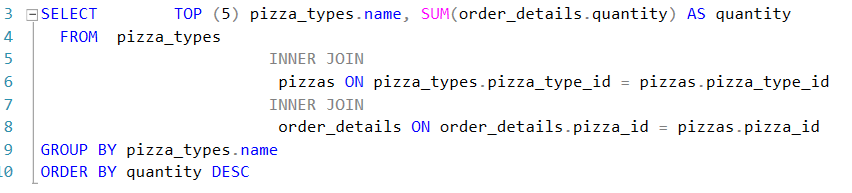 3 SELECT TOP (5) pizza_types.name, SUM(order_details.quantity) AS quantity
4 FROM pizza_types
5 INNER JOIN
6 pizzas ON pizza_types.pizza_type_id = pizzas.pizza_type_id
7 INNER JOIN
8 order_details ON order_details.pizza_id = pizzas.pizza_id
9 GROUP BY pizza_types.name
10 ORDER BY quantity DESC